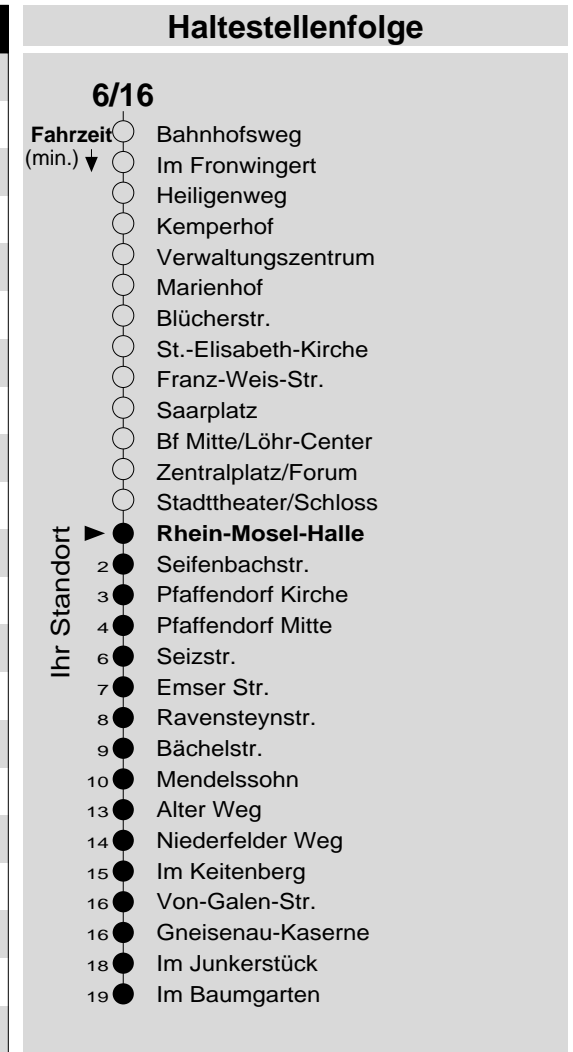 Haltestellenfolge
6/16
Fahrzeit Bahnhofsweg
(min.) Im Fronwingert
Heiligenweg
Kemperhof
Verwaltungszentrum
Marienhof
Blücherstr.
St.-Elisabeth-Kirche
Franz-Weis-Str.
Saarplatz
Bf Mitte/Löhr-Center
Zentralplatz/Forum
Stadttheater/Schloss
Ihr Standort
Rhein-Mosel-Halle
2 Seifenbachstr.
3 Pfaffendorf Kirche
4 Pfaffendorf Mitte
6 Seizstr.
7 Emser Str.
8 Ravensteynstr.
9 Bächelstr.
10 Mendelssohn
13 Alter Weg
14 Niederfelder Weg
15 Im Keitenberg
16 Von-Galen-Str.
16 Gneisenau-Kaserne
18 Im Junkerstück
19 Im Baumgarten